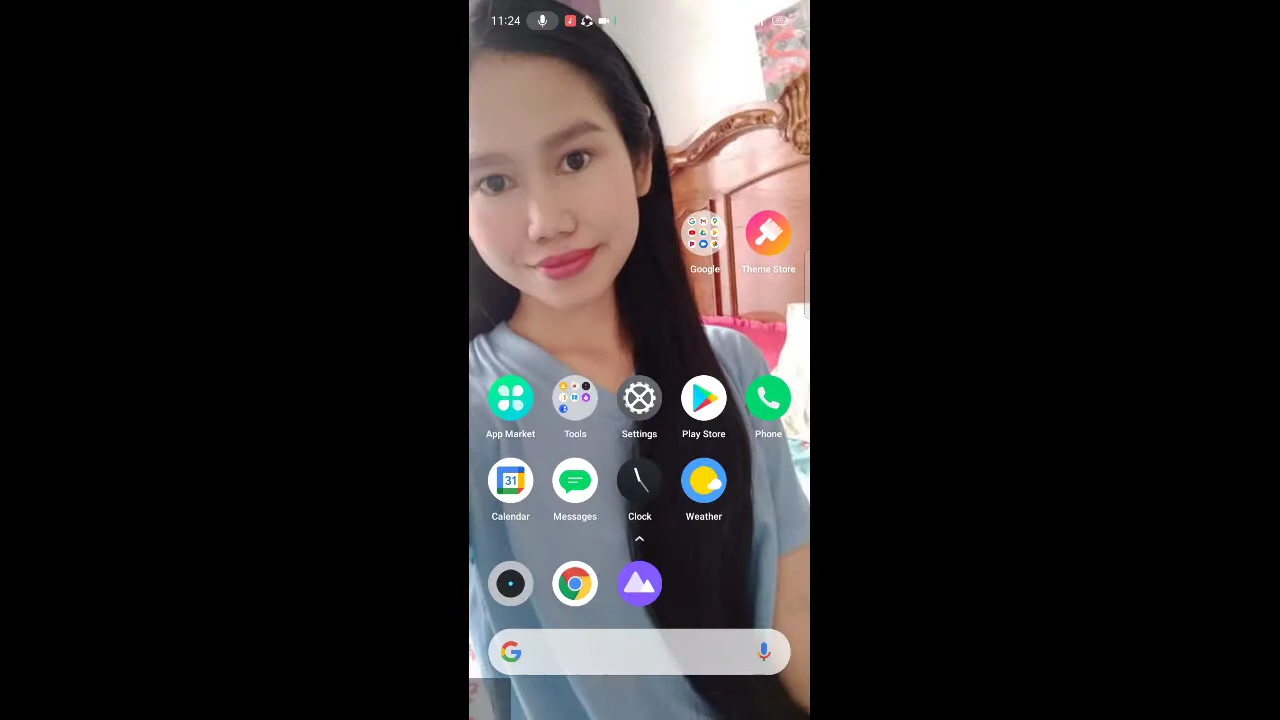 11:24
Google Theme Store
App Market Tools Settings Play Store Phone
31
Calendar Messages Clock Weather